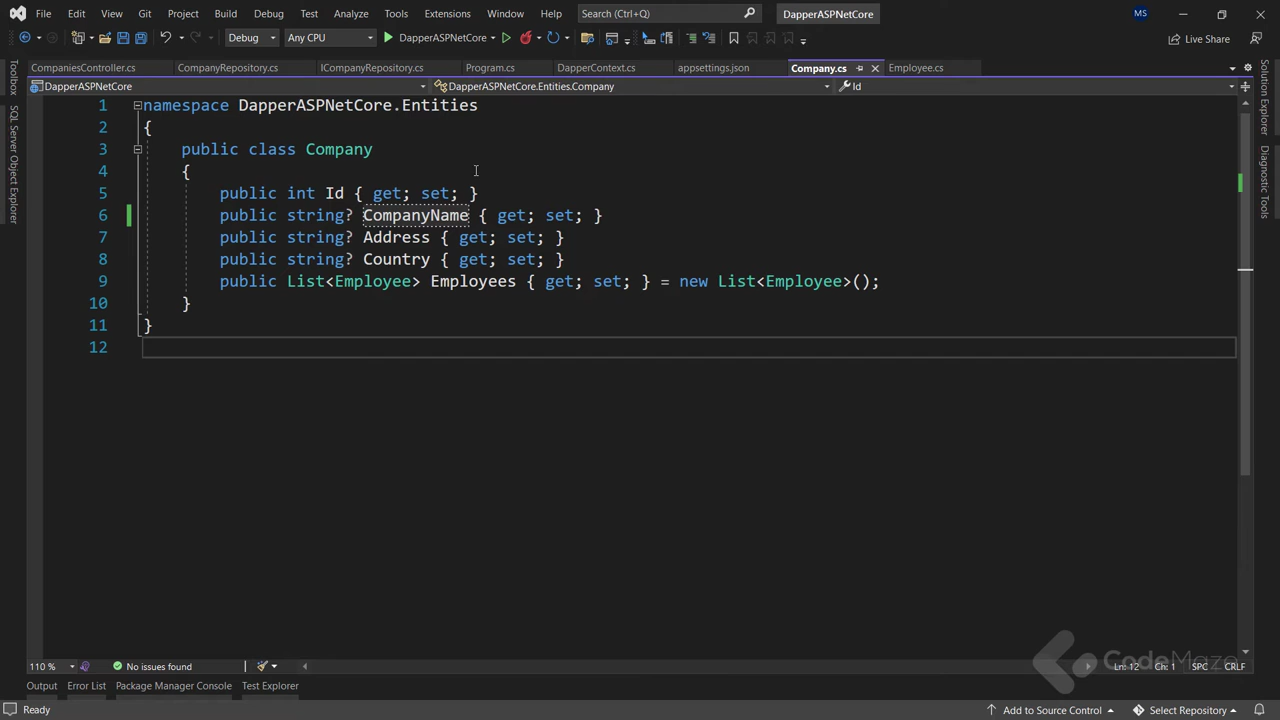 File Edit View Git Project Build Debug Test Analyze Tools Extensions Window Help Search (Ctrl+Q) DapperASPNetCore MS
Debug Any CPU DapperASPNetCore Live Share
CompaniesController.cs CompanyRepository.cs ICompanyRepository.cs Program.cs DapperContext.cs appsettings.json Company.cs Employee.cs
DapperASPNetCore DapperASPNetCore.Entities.Company Id
Toolbox
SQL Server Object Explorer
1 namespace DapperASPNetCore.Entities
2 {
3 public class Company
4 {
5 public int Id { get; set; }
6 public string? CompanyName { get; set; }
7 public string? Address { get; set; }
8 public string? Country { get; set; }
9 public List<Employee> Employees { get; set; } = new List<Employee>();
10 }
11 }
12
Solution Explorer
Diagnostic Tools
110 % No issues found Ln: 12 Ch: 1 SPC CRLF
CodeMaze
Output Error List Package Manager Console Test Explorer
Ready Add to Source Control Select Repository